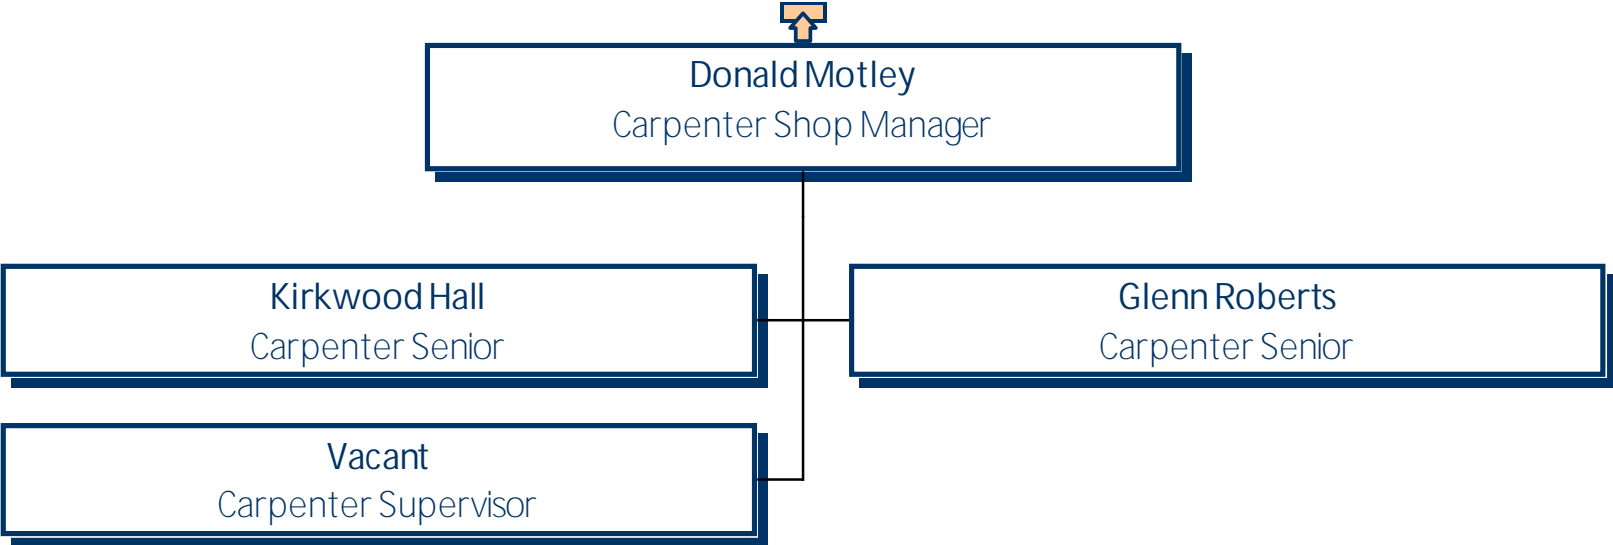 Donald Motley
Carpenter Shop Manager
Kirkwood Hall
Carpenter Senior
Glenn Roberts
Carpenter Senior
Vacant
Carpenter Supervisor